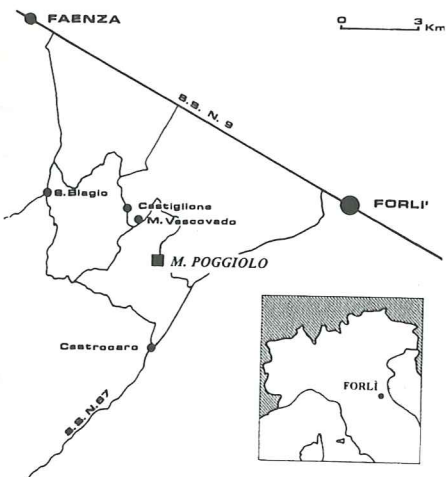 FAENZA
0 3 Km
S.S. N. 9
S.Biagio
Castiglione
M. Vescovado
FORLI'
M. POGGIOLO
Castrocaro
S.S. N.67
FORLÌ